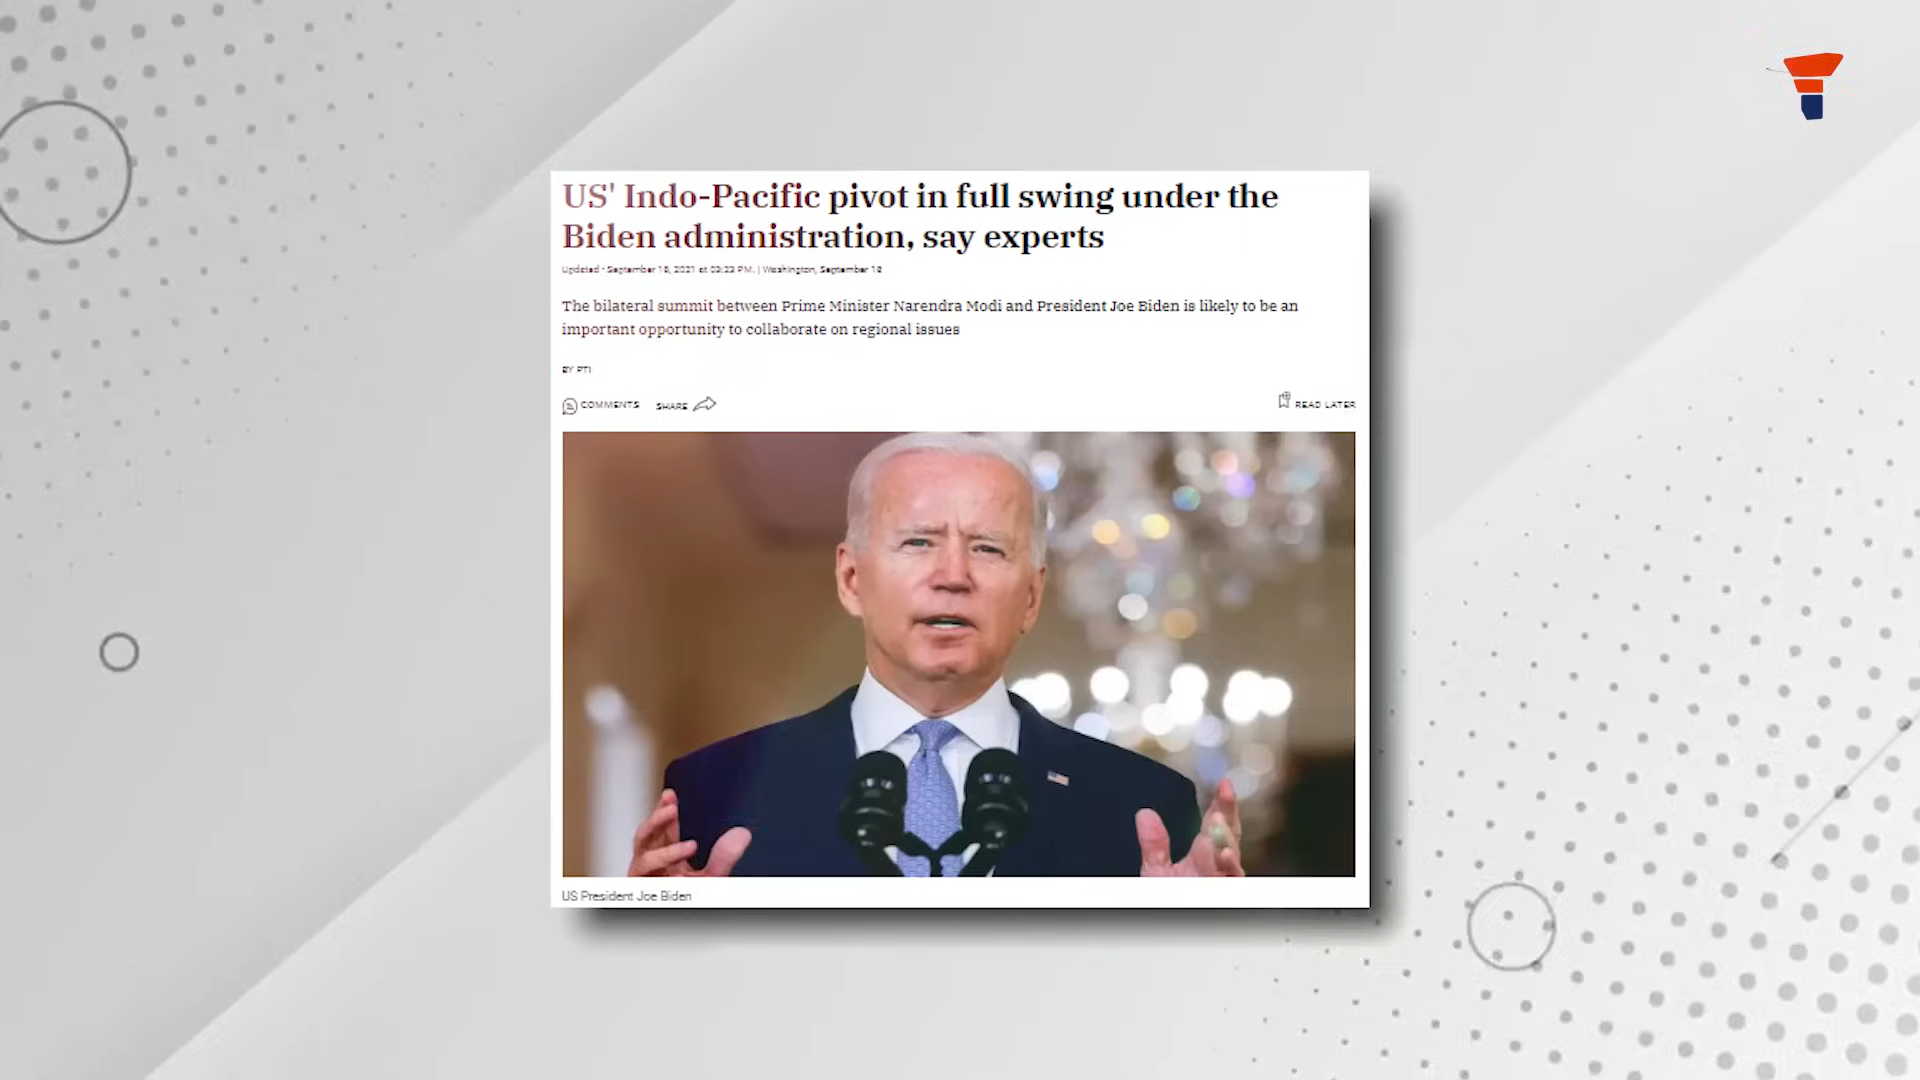 US' Indo-Pacific pivot in full swing under the
Biden administration, say experts
Updated · September 18, 2021 at 03:23 PM. | Washington, September 18
The bilateral summit between Prime Minister Narendra Modi and President Joe Biden is likely to be an
important opportunity to collaborate on regional issues
BY PTI
COMMENTS SHARE READ LATER
US President Joe Biden